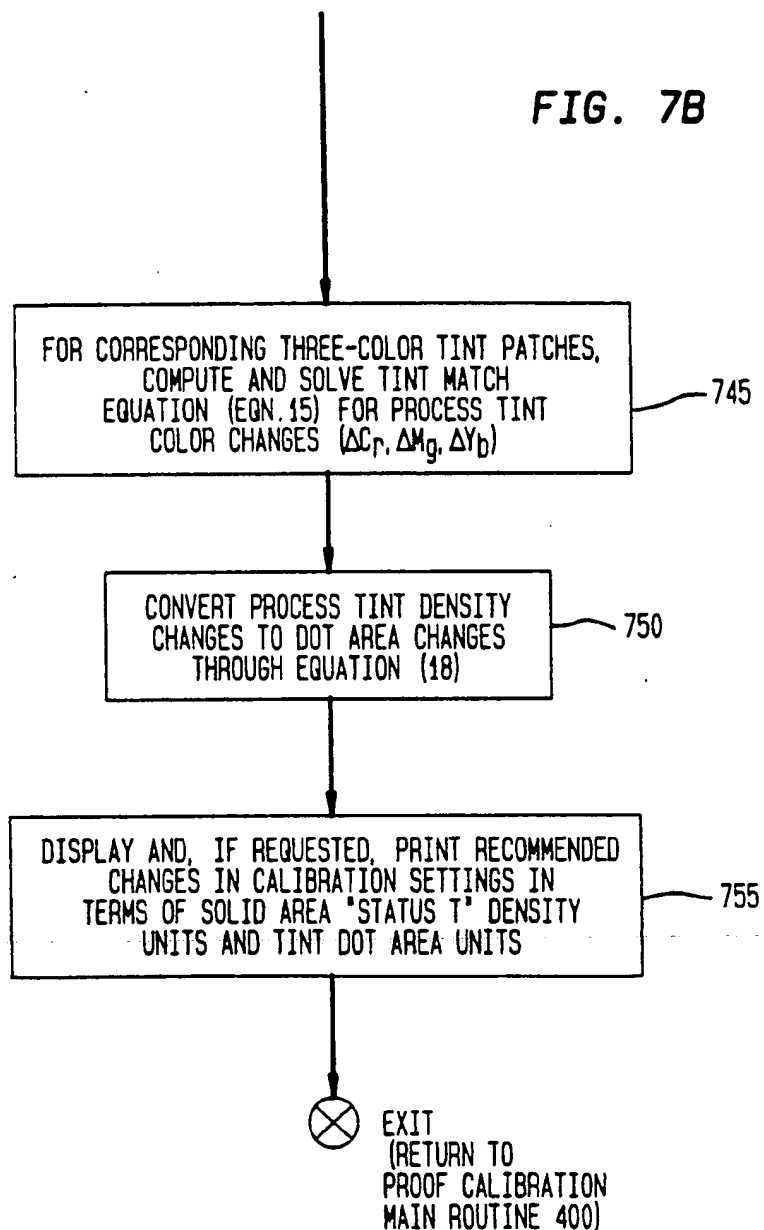 FIG. 7B
FOR CORRESPONDING THREE-COLOR TINT PATCHES,
COMPUTE AND SOLVE TINT MATCH
EQUATION (EQN.15) FOR PROCESS TINT
COLOR CHANGES (ΔCr, ΔMg, ΔYb)
745
CONVERT PROCESS TINT DENSITY
CHANGES TO DOT AREA CHANGES
THROUGH EQUATION (18)
750
DISPLAY AND, IF REQUESTED, PRINT RECOMMENDED
CHANGES IN CALIBRATION SETTINGS IN
TERMS OF SOLID AREA "STATUS T" DENSITY
UNITS AND TINT DOT AREA UNITS
755
EXIT
(RETURN TO
PROOF CALIBRATION
MAIN ROUTINE 400)